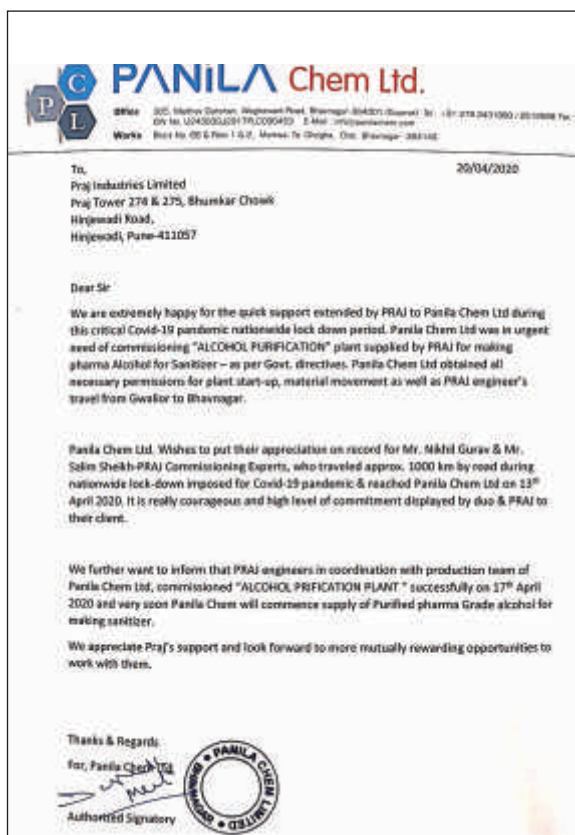 C
P
L
PANiLA Chem Ltd.
Office
Works
To,
20/04/2020
Praj Industries Limited
Praj Tower 274 & 275, Bhumkar Chowk
Hinjewadi Road,
Hinjewadi, Pune-411057
Dear Sir
We are extremely happy for the quick support extended by PRAJ to Panila Chem Ltd during
this critical Covid-19 pandemic nationwide lock down period. Panila Chem Ltd was in urgent
need of commissioning "ALCOHOL PURIFICATION" plant supplied by PRAJ for making
pharma Alcohol for Sanitizer – as per Govt. directives. Panila Chem Ltd obtained all
necessary permissions for plant start-up, material movement as well as PRAJ engineer's
travel from Gwalior to Bhavnagar.
Panila Chem Ltd. Wishes to put their appreciation on record for Mr. Nikhil Gurav & Mr.
Salim Sheikh-PRAJ Commissioning Experts, who traveled approx. 1000 km by road during
nationwide lock-down imposed for Covid-19 pandemic & reached Panila Chem Ltd on 13th
April 2020. It is really courageous and high level of commitment displayed by duo & PRAJ to
their client.
We further want to inform that PRAJ engineers in coordination with production team of
Panila Chem Ltd, commissioned "ALCOHOL PRIFICATION PLANT " successfully on 17th April
2020 and very soon Panila Chem will commence supply of Purified pharma Grade alcohol for
making sanitizer.
We appreciate Praj's support and look forward to more mutually rewarding opportunities to
work with them.
Thanks & Regards
For, Panila Chem Ltd
PANILA CHEM LIMITED
Authorized Signatory